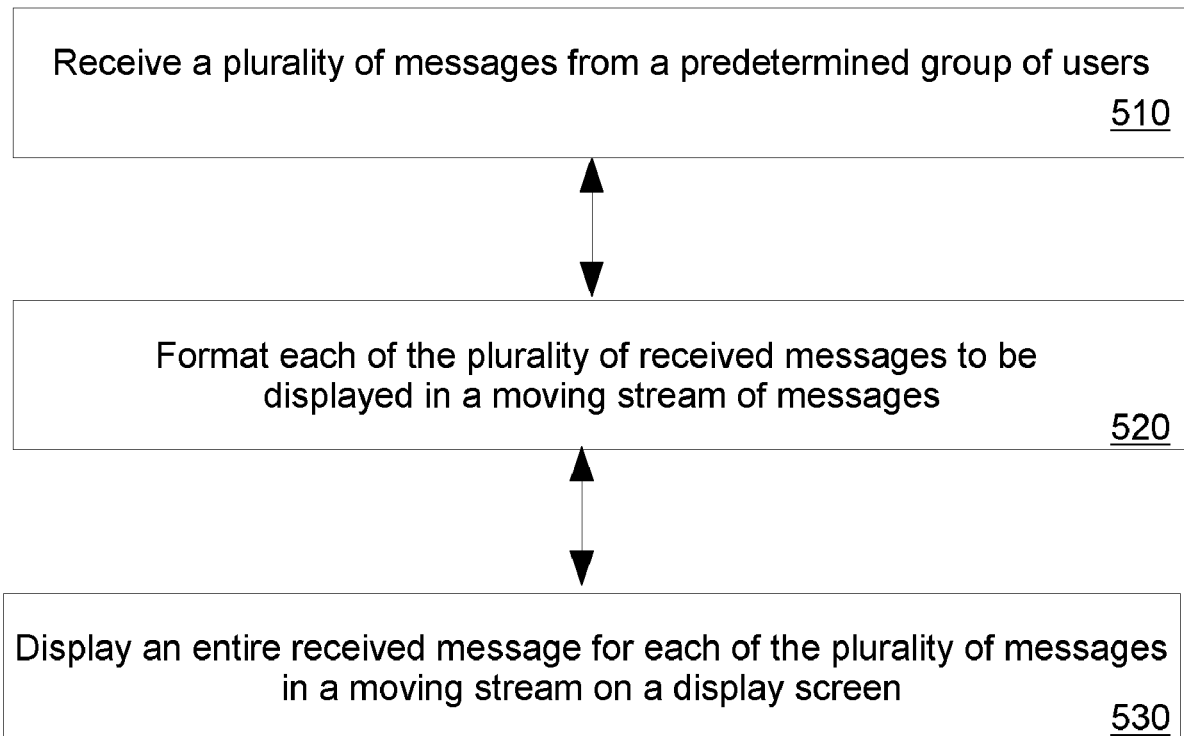 Receive a plurality of messages from a predetermined group of users
510
Format each of the plurality of received messages to be
displayed in a moving stream of messages
520
Display an entire received message for each of the plurality of messages
in a moving stream on a display screen
530